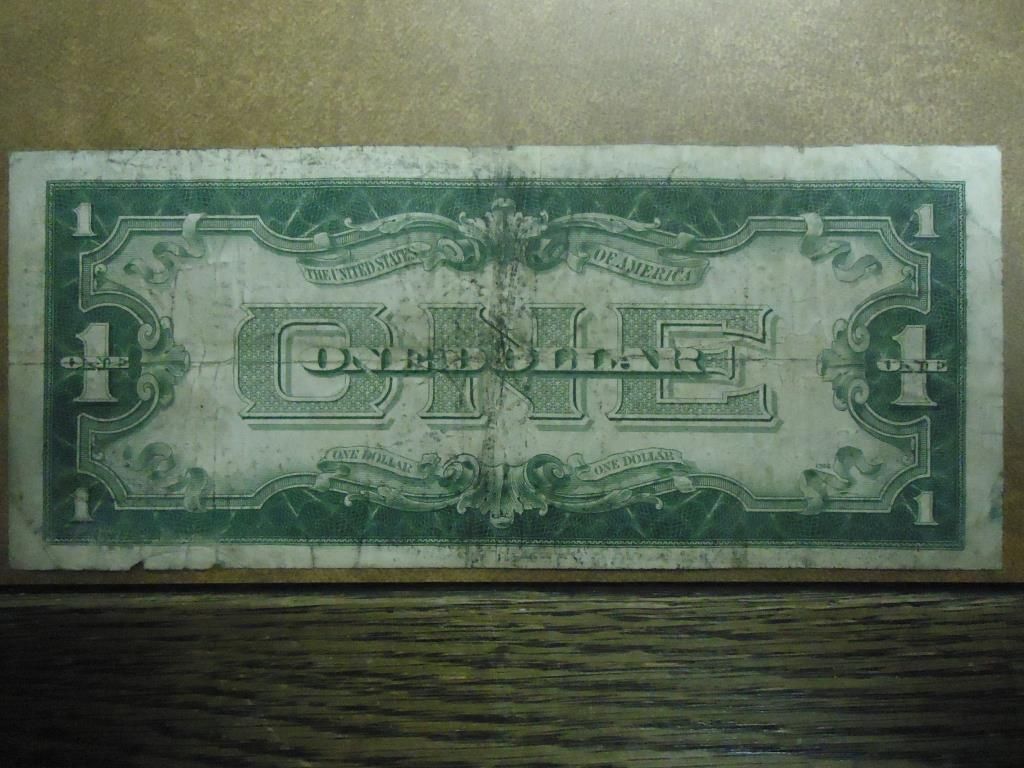 1 1
THE UNITED STATES OF AMERICA
ONE
1 ONE ONE DOLLAR 1 ONE
ONE DOLLAR ONE DOLLAR
1 1